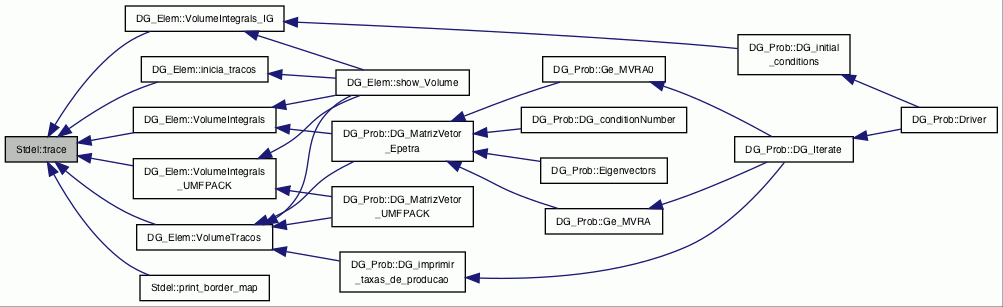 DG_Elem::VolumeIntegrals_IG
DG_Prob::DG_initial
_conditions
DG_Elem::inicia_tracos
DG_Elem::show_Volume
DG_Prob::Ge_MVRA0
DG_Elem::VolumeIntegrals
DG_Prob::DG_MatrizVetor
_Epetra
DG_Prob::DG_conditionNumber
DG_Prob::Driver
Stdel::trace
DG_Prob::DG_Iterate
DG_Elem::VolumeIntegrals
_UMFPACK
DG_Prob::Eigenvectors
DG_Prob::DG_MatrizVetor
_UMFPACK
DG_Prob::Ge_MVRA
DG_Elem::VolumeTracos
DG_Prob::DG_imprimir
_taxas_de_producao
Stdel::print_border_map